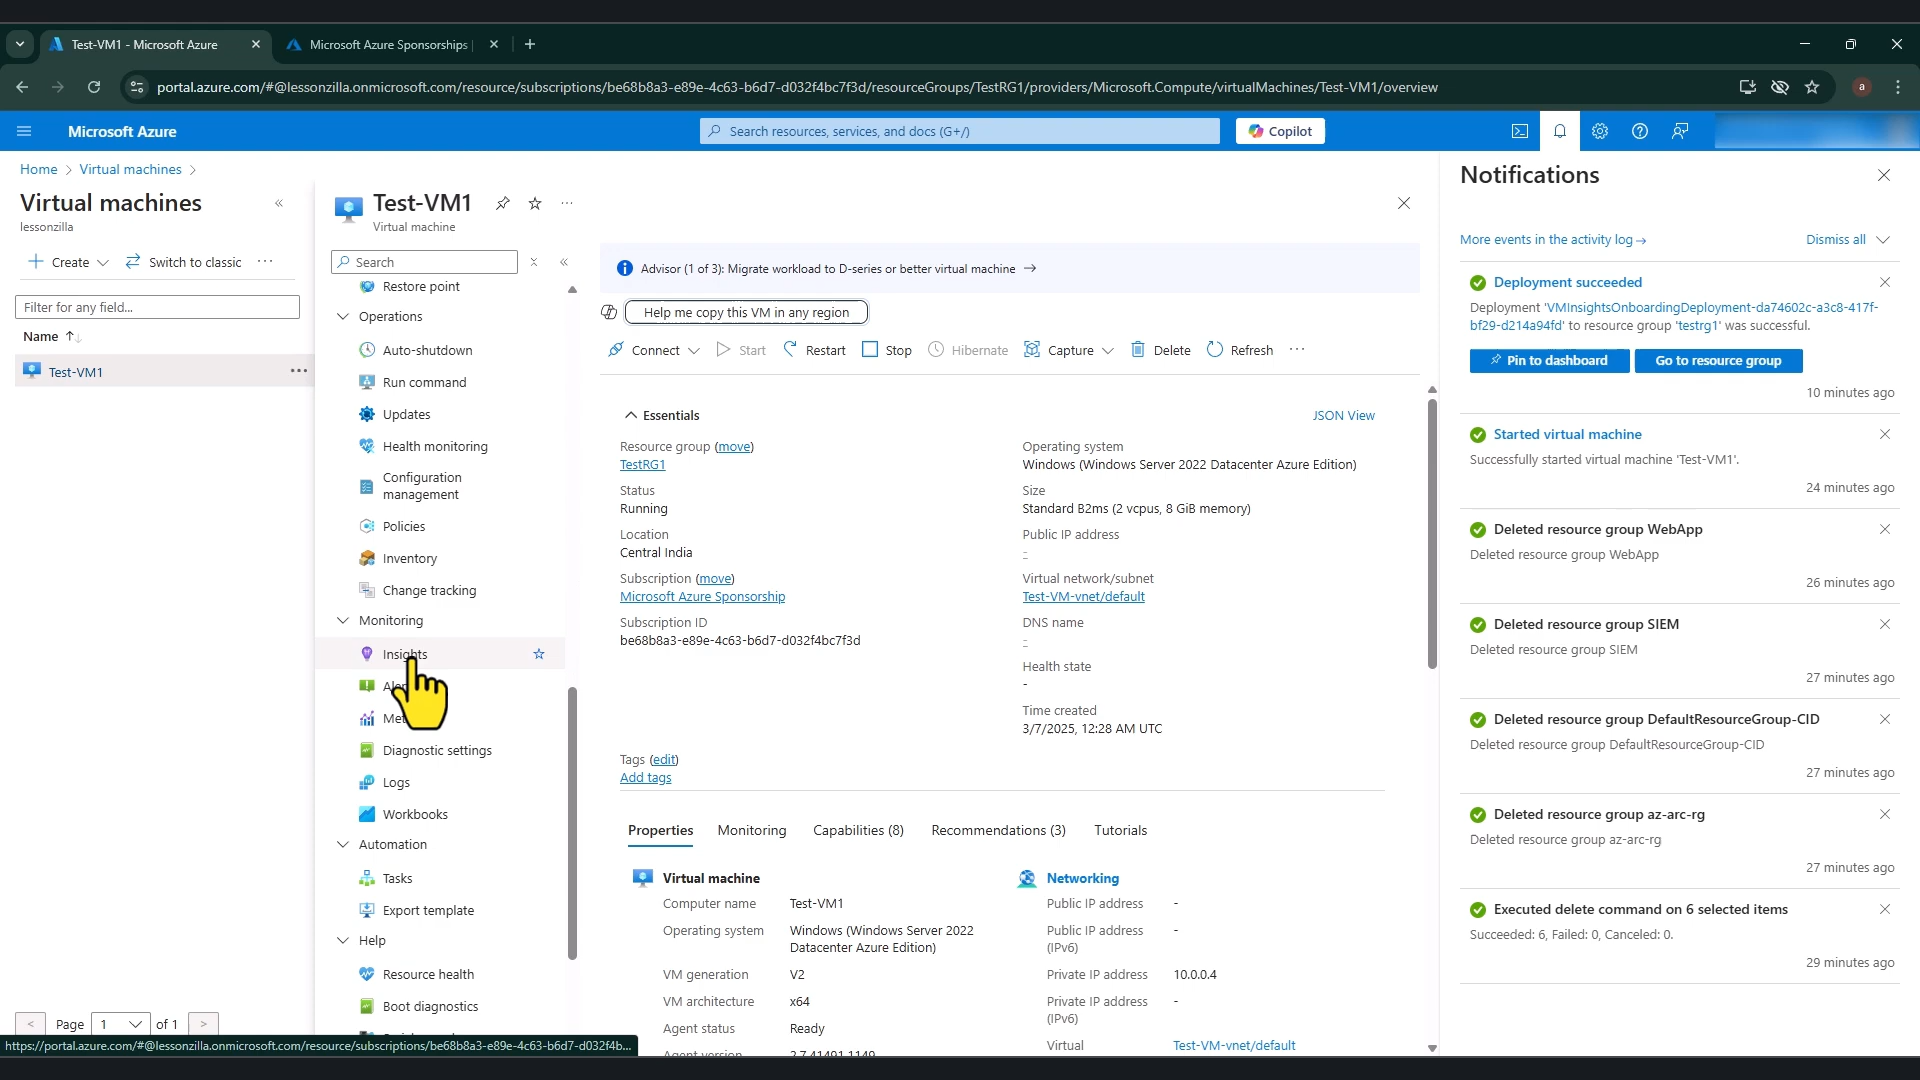 Test-VM1 - Microsoft Azure
Microsoft Azure Sponsorships
portal.azure.com/#@lessonzilla.onmicrosoft.com/resource/subscriptions/be68b8a3-e89e-4c63-b6d7-d032f4bc7f3d/resourceGroups/TestRG1/providers/Microsoft.Compute/virtualMachines/Test-VM1/overview
a
Microsoft Azure
Search resources, services, and docs (G+/)
Copilot
Home > Virtual machines >
Virtual machines
lessonzilla
Create
Switch to classic
Filter for any field...
Name
Test-VM1
Page 1 of 1
https://portal.azure.com/#@lessonzilla.onmicrosoft.com/resource/subscriptions/be68b8a3-e89e-4c63-b6d7-d032f4b...
Test-VM1
Virtual machine
Search
Restore point
Operations
Auto-shutdown
Run command
Updates
Health monitoring
Configuration
management
Policies
Inventory
Change tracking
Monitoring
Insights
Diagnostic settings
Logs
Workbooks
Automation
Tasks
Export template
Help
Resource health
Boot diagnostics
Advisor (1 of 3): Migrate workload to D-series or better virtual machine →
Help me copy this VM in any region
Connect
Start
Restart
Stop
Hibernate
Capture
Delete
Refresh
Essentials
JSON View
Resource group (move)
TestRG1
Status
Running
Location
Central India
Subscription (move)
Microsoft Azure Sponsorship
Subscription ID
be68b8a3-e89e-4c63-b6d7-d032f4bc7f3d
Operating system
Windows (Windows Server 2022 Datacenter Azure Edition)
Size
Standard B2ms (2 vcpus, 8 GiB memory)
Public IP address
-
Virtual network/subnet
Test-VM-vnet/default
DNS name
-
Health state
-
Time created
3/7/2025, 12:28 AM UTC
Tags (edit)
Add tags
Properties
Monitoring
Capabilities (8)
Recommendations (3)
Tutorials
Virtual machine
Computer name Test-VM1
Operating system Windows (Windows Server 2022
Datacenter Azure Edition)
VM generation V2
VM architecture x64
Agent status Ready
Agent version 2.7.41491.1149
Networking
Public IP address -
Public IP address -
(IPv6)
Private IP address 10.0.0.4
Private IP address -
(IPv6)
Virtual Test-VM-vnet/default
Notifications
More events in the activity log →
Dismiss all
Deployment succeeded
Deployment 'VMInsightsOnboardingDeployment-da74602c-a3c8-417f-
bf29-d214a94fd' to resource group 'testrg1' was successful.
Pin to dashboard
Go to resource group
10 minutes ago
Started virtual machine
Successfully started virtual machine 'Test-VM1'.
24 minutes ago
Deleted resource group WebApp
Deleted resource group WebApp
26 minutes ago
Deleted resource group SIEM
Deleted resource group SIEM
27 minutes ago
Deleted resource group DefaultResourceGroup-CID
Deleted resource group DefaultResourceGroup-CID
27 minutes ago
Deleted resource group az-arc-rg
Deleted resource group az-arc-rg
27 minutes ago
Executed delete command on 6 selected items
Succeeded: 6, Failed: 0, Canceled: 0.
29 minutes ago